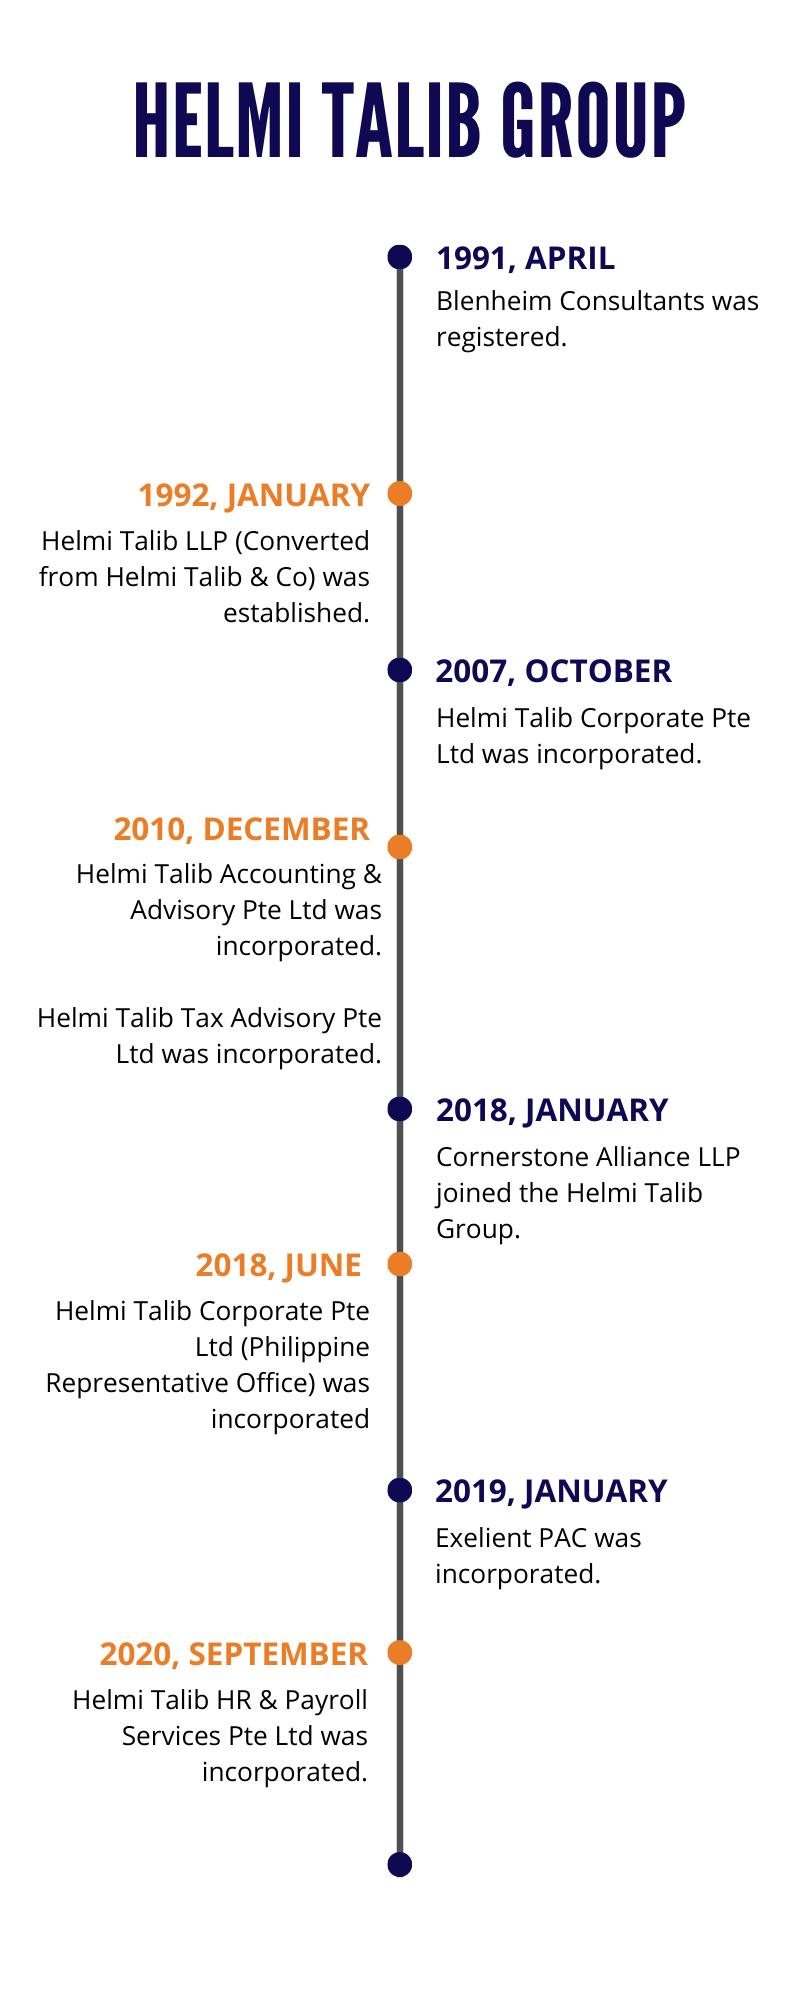 HELMI TALIB GROUP
1991, APRIL
Blenheim Consultants was
registered.
1992, JANUARY
Helmi Talib LLP (Converted
from Helmi Talib & Co) was
established.
2007, OCTOBER
Helmi Talib Corporate Pte
Ltd was incorporated.
2010, DECEMBER
Helmi Talib Accounting &
Advisory Pte Ltd was
incorporated.
Helmi Talib Tax Advisory Pte
Ltd was incorporated.
2018, JANUARY
Cornerstone Alliance LLP
joined the Helmi Talib
Group.
2018, JUNE
Helmi Talib Corporate Pte
Ltd (Philippine
Representative Office) was
incorporated
2019, JANUARY
Exelient PAC was
incorporated.
2020, SEPTEMBER
Helmi Talib HR & Payroll
Services Pte Ltd was
incorporated.